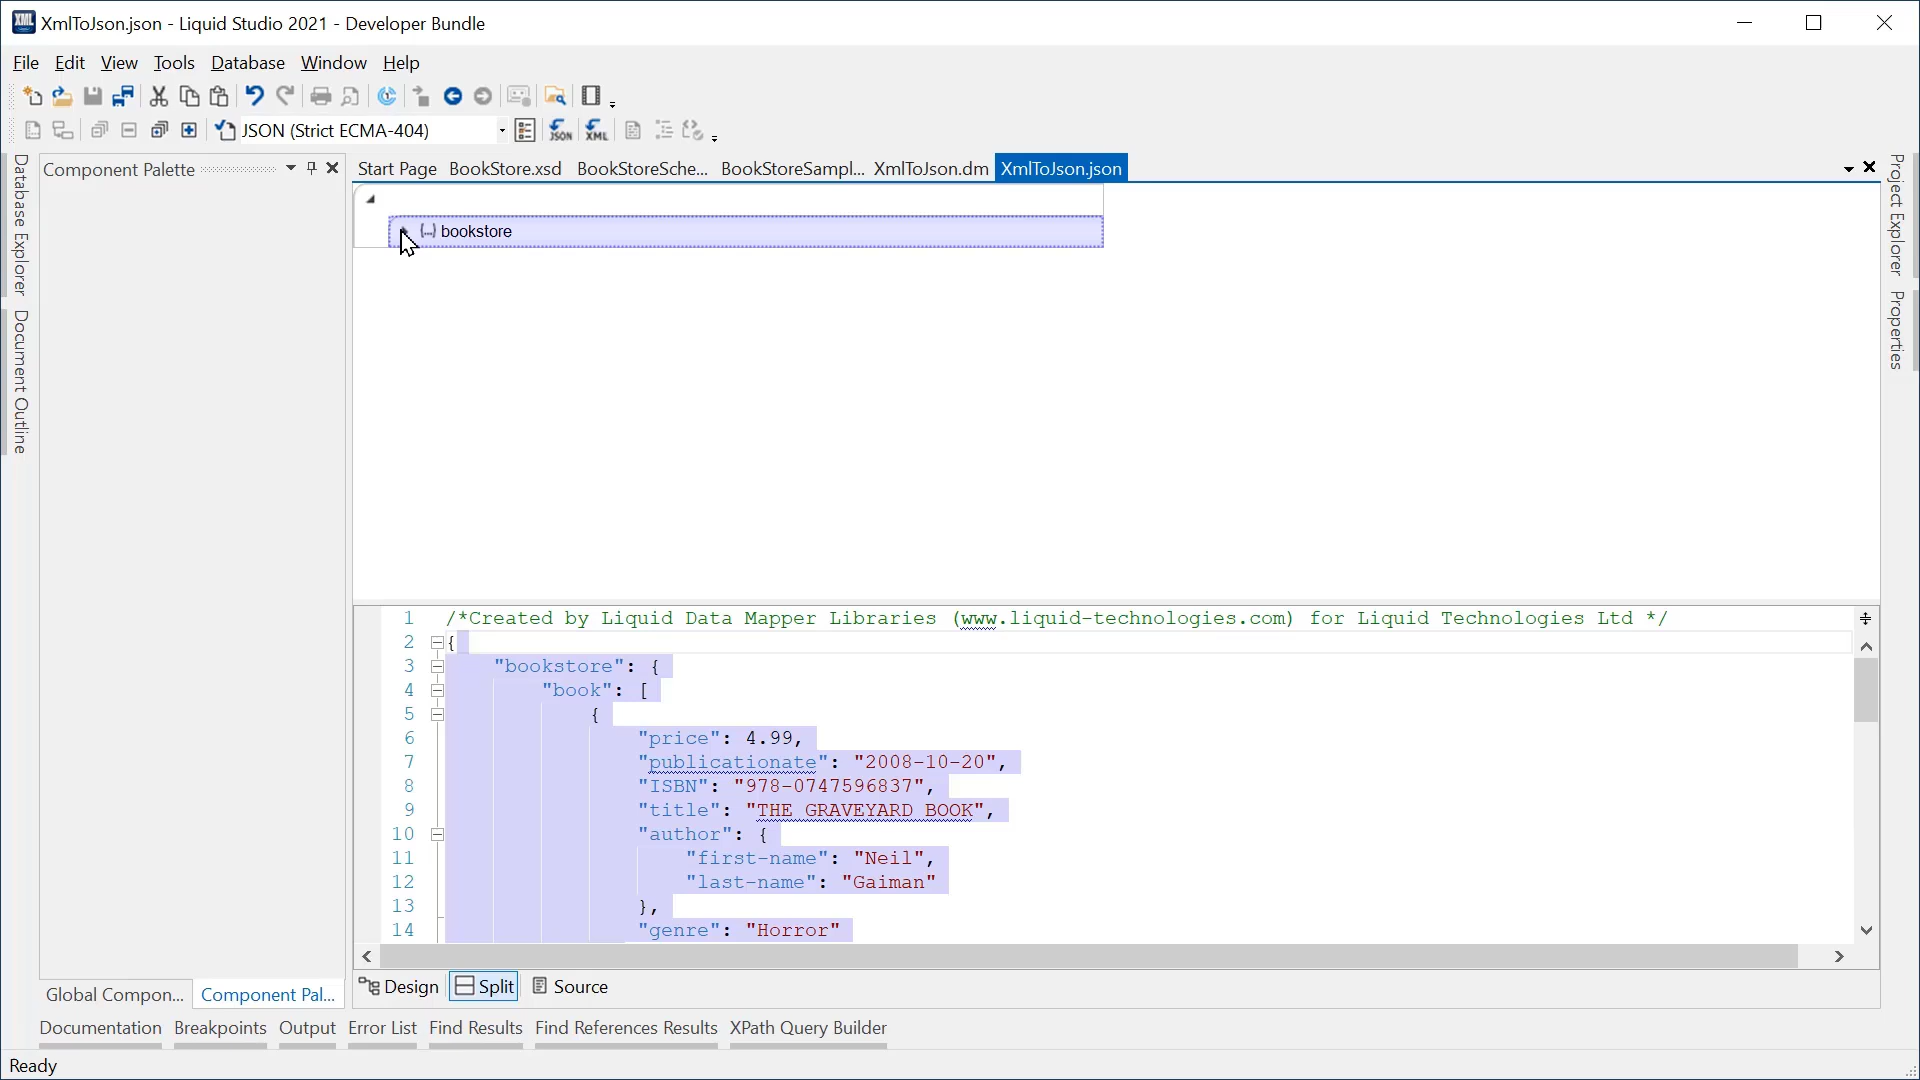 XmlToJson.json - Liquid Studio 2021 - Developer Bundle
File Edit View Tools Database Window Help
JSON (Strict ECMA-404) JSON XML
Database Explorer
Document Outline
Component Palette
Start Page BookStore.xsd BookStoreSche... BookStoreSampl... XmlToJson.dm XmlToJson.json
Project Explorer
Properties
{...} bookstore
1 /*Created by Liquid Data Mapper Libraries (www.liquid-technologies.com) for Liquid Technologies Ltd */
2 {
3 "bookstore": {
4 "book": [
5 {
6 "price": 4.99,
7 "publicationate": "2008-10-20",
8 "ISBN": "978-0747596837",
9 "title": "THE GRAVEYARD BOOK",
10 "author": {
11 "first-name": "Neil",
12 "last-name": "Gaiman"
13 },
14 "genre": "Horror"
Design Split Source
Global Compon... Component Pal...
Documentation Breakpoints Output Error List Find Results Find References Results XPath Query Builder
Ready